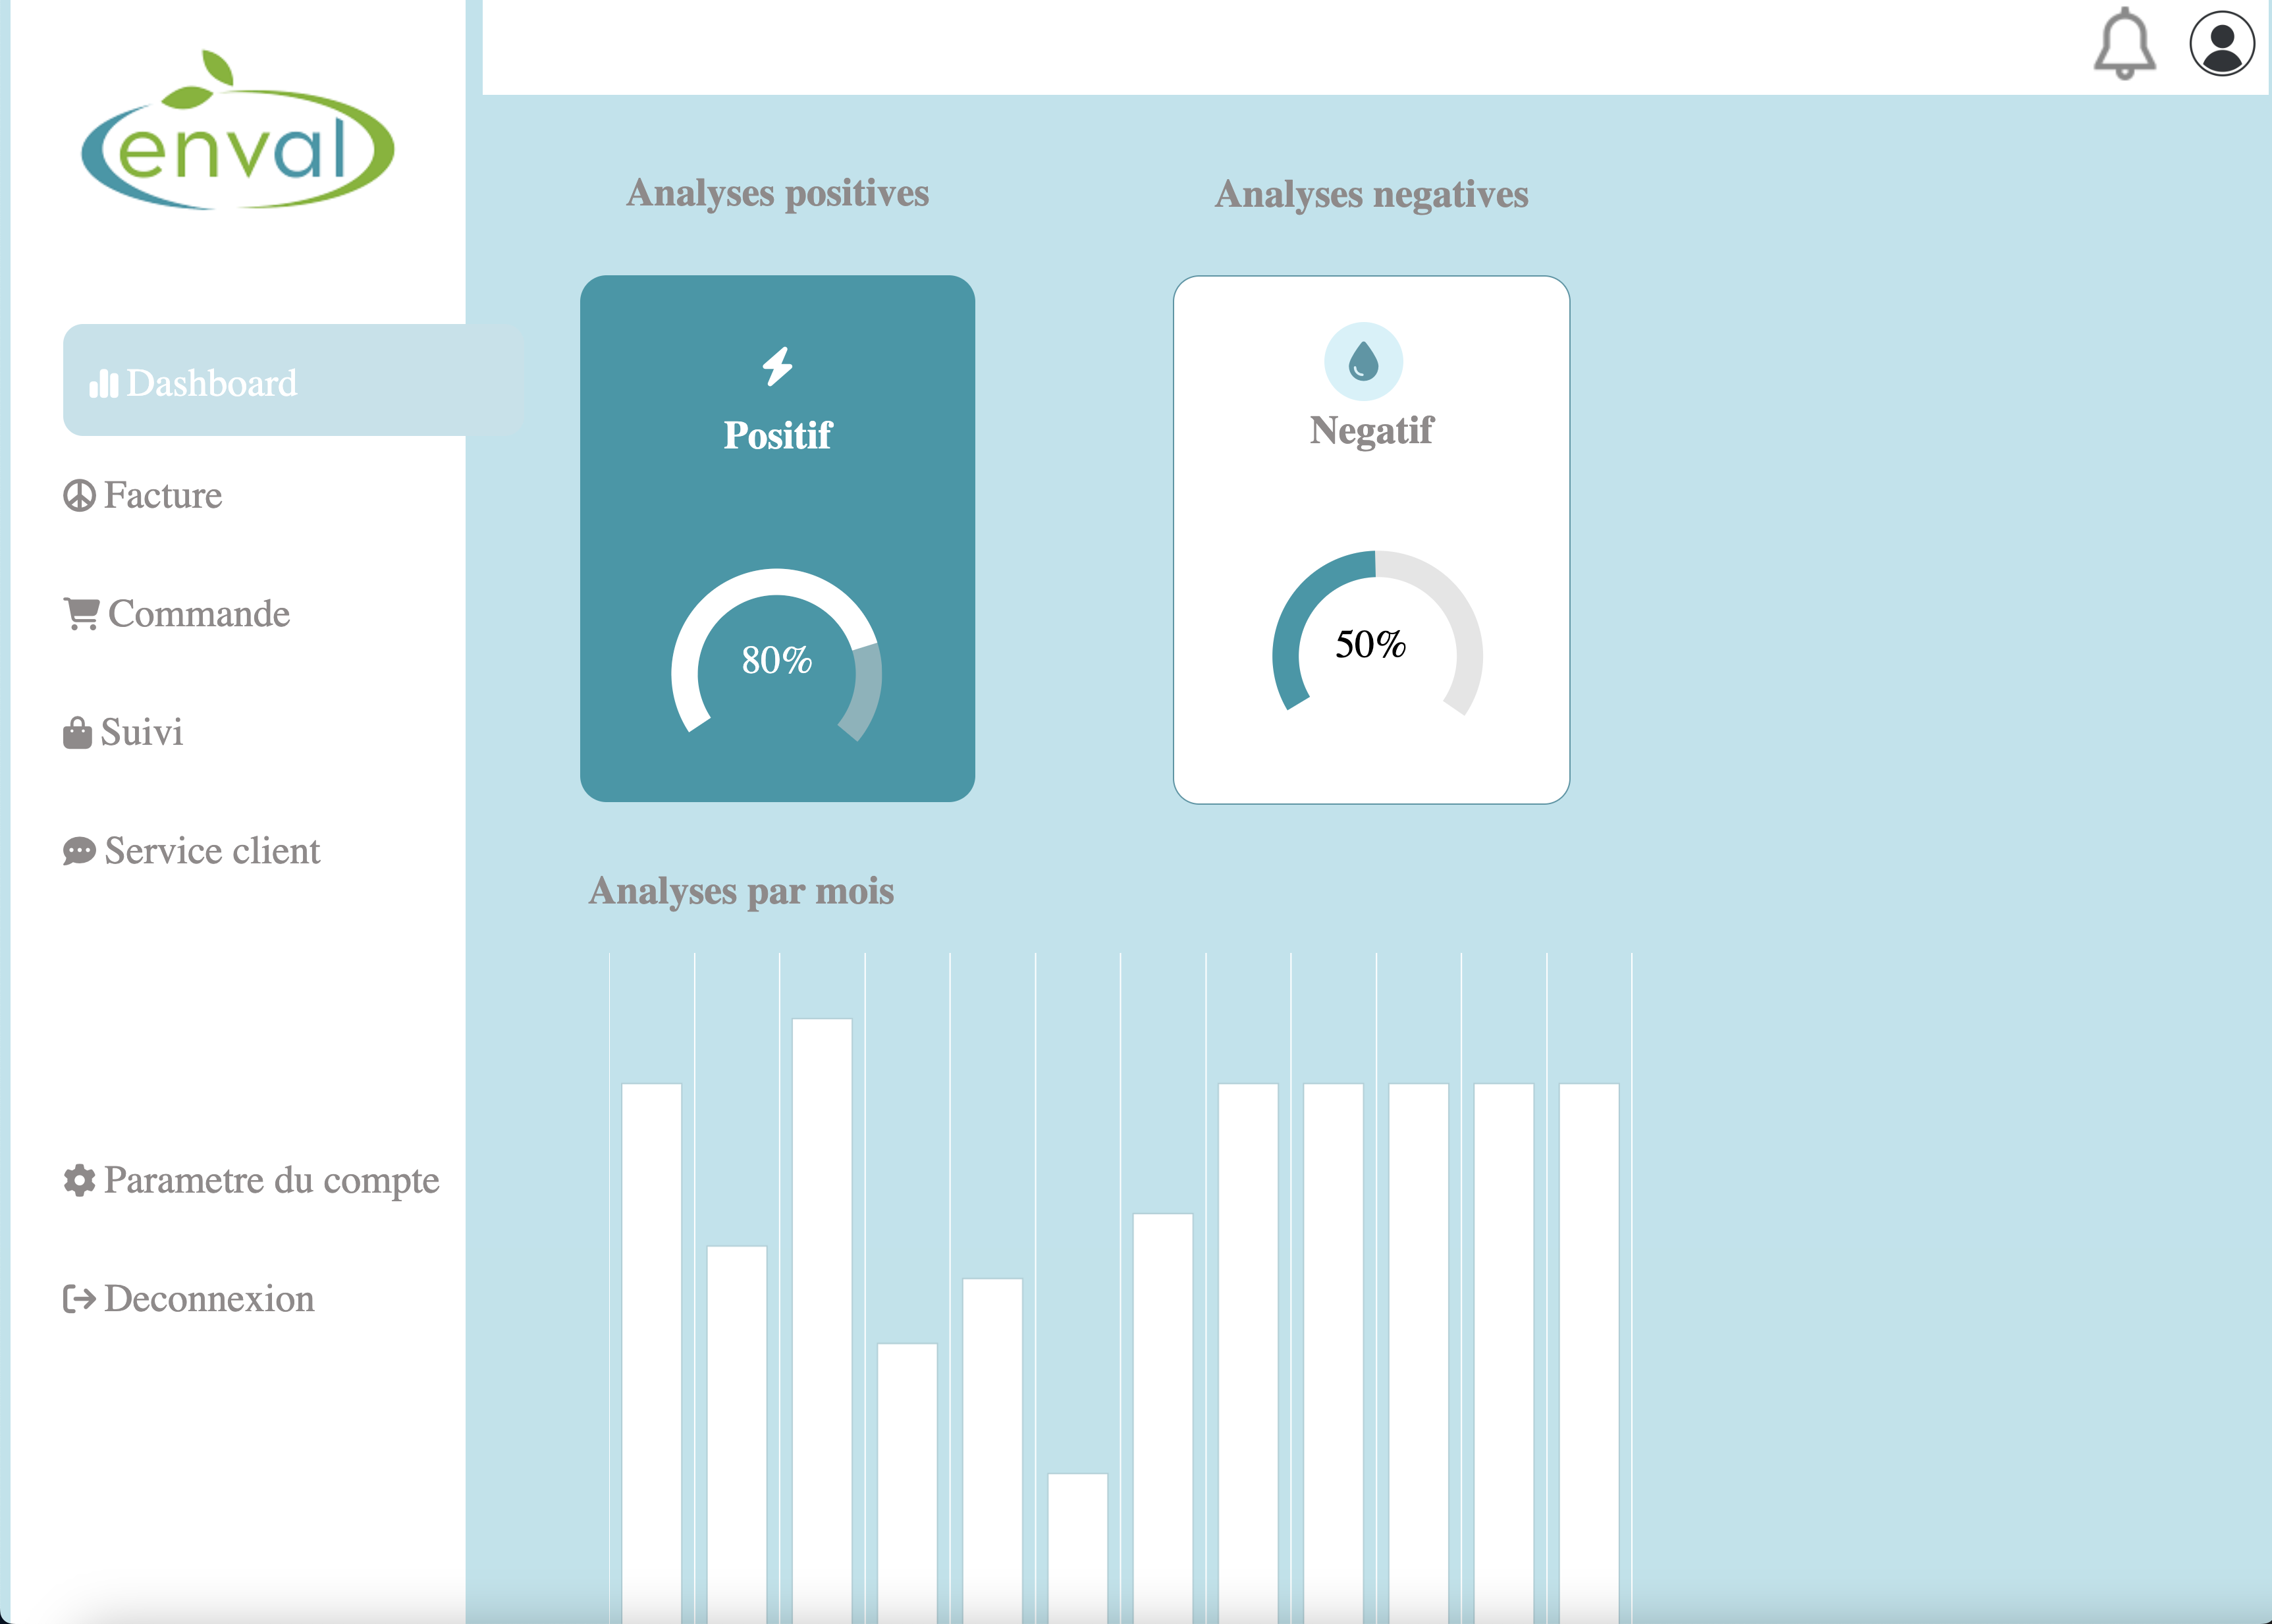 enval
Dashboard
Facture
Commande
Suivi
Service client
Parametre du compte
Deconnexion
Analyses positives
Analyses negatives
Positif
80%
Negatif
50%
Analyses par mois